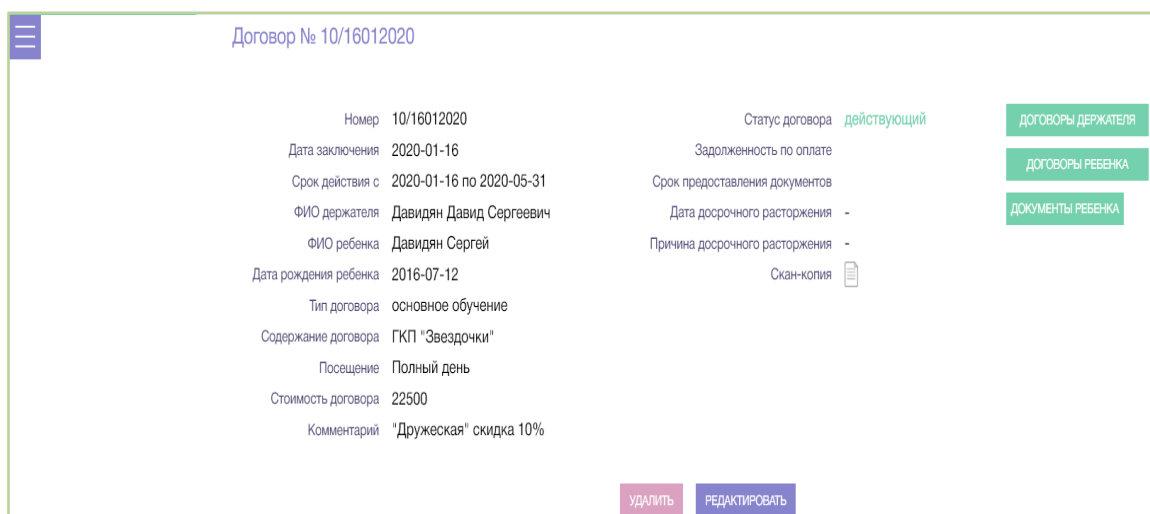 Договор № 10/16012020
Номер 10/16012020
Дата заключения 2020-01-16
Срок действия с 2020-01-16 по 2020-05-31
ФИО держателя Давидян Давид Сергеевич
ФИО ребенка Давидян Сергей
Дата рождения ребенка 2016-07-12
Тип договора основное обучение
Содержание договора ГКП "Звездочки"
Посещение Полный день
Стоимость договора 22500
Комментарий "Дружеская" скидка 10%
Статус договора действующий
Задолженность по оплате
Срок предоставления документов
Дата досрочного расторжения -
Причина досрочного расторжения -
Скан-копия
ДОГОВОРЫ ДЕРЖАТЕЛЯ
ДОГОВОРЫ РЕБЕНКА
ДОКУМЕНТЫ РЕБЕНКА
УДАЛИТЬ РЕДАКТИРОВАТЬ